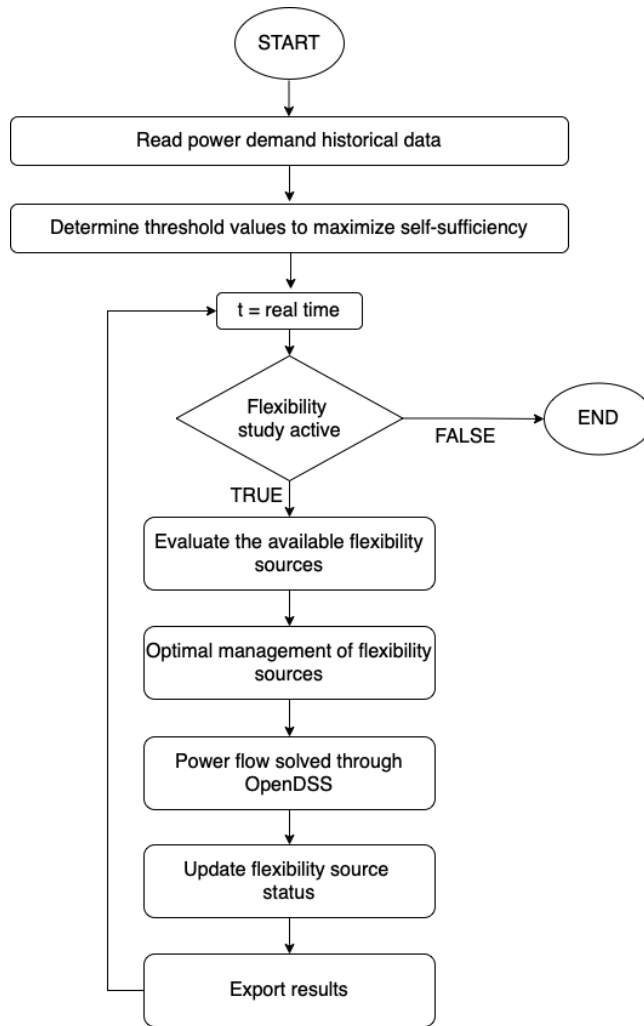 START
Read power demand historical data
Determine threshold values to maximize self-sufficiency
t = real time
Flexibility
study active
FALSE
END
TRUE
Evaluate the available flexibility
sources
Optimal management of flexibility
sources
Power flow solved through
OpenDSS
Update flexibility source
status
Export results